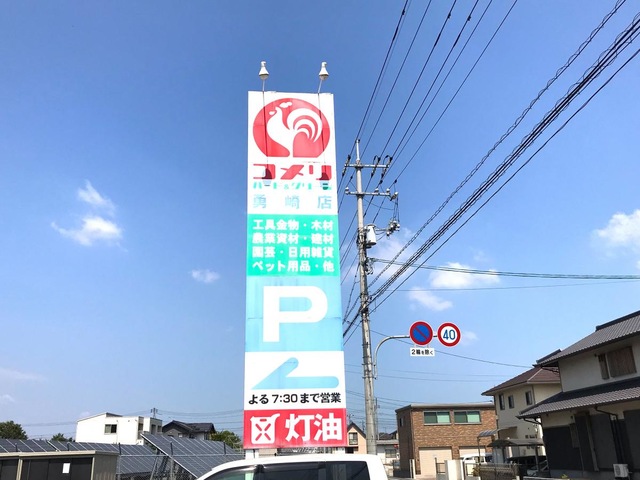 コメリ
ハード&グリーン
勇崎店
工具金物・木材
農業資材・建材
園芸・日用雑貨
ペット用品・他
P
よる7:30まで営業
灯油
40
2輪を除く